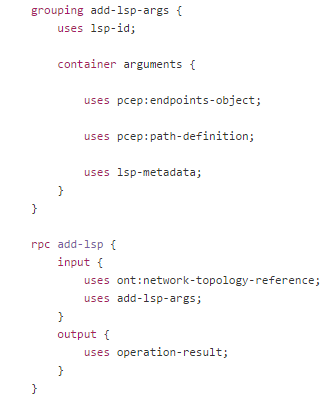 grouping add-lsp-args {
uses lsp-id;
container arguments {
uses pcep:endpoints-object;
uses pcep:path-definition;
uses lsp-metadata;
}
}
rpc add-lsp {
input {
uses ont:network-topology-reference;
uses add-lsp-args;
}
output {
uses operation-result;
}
}